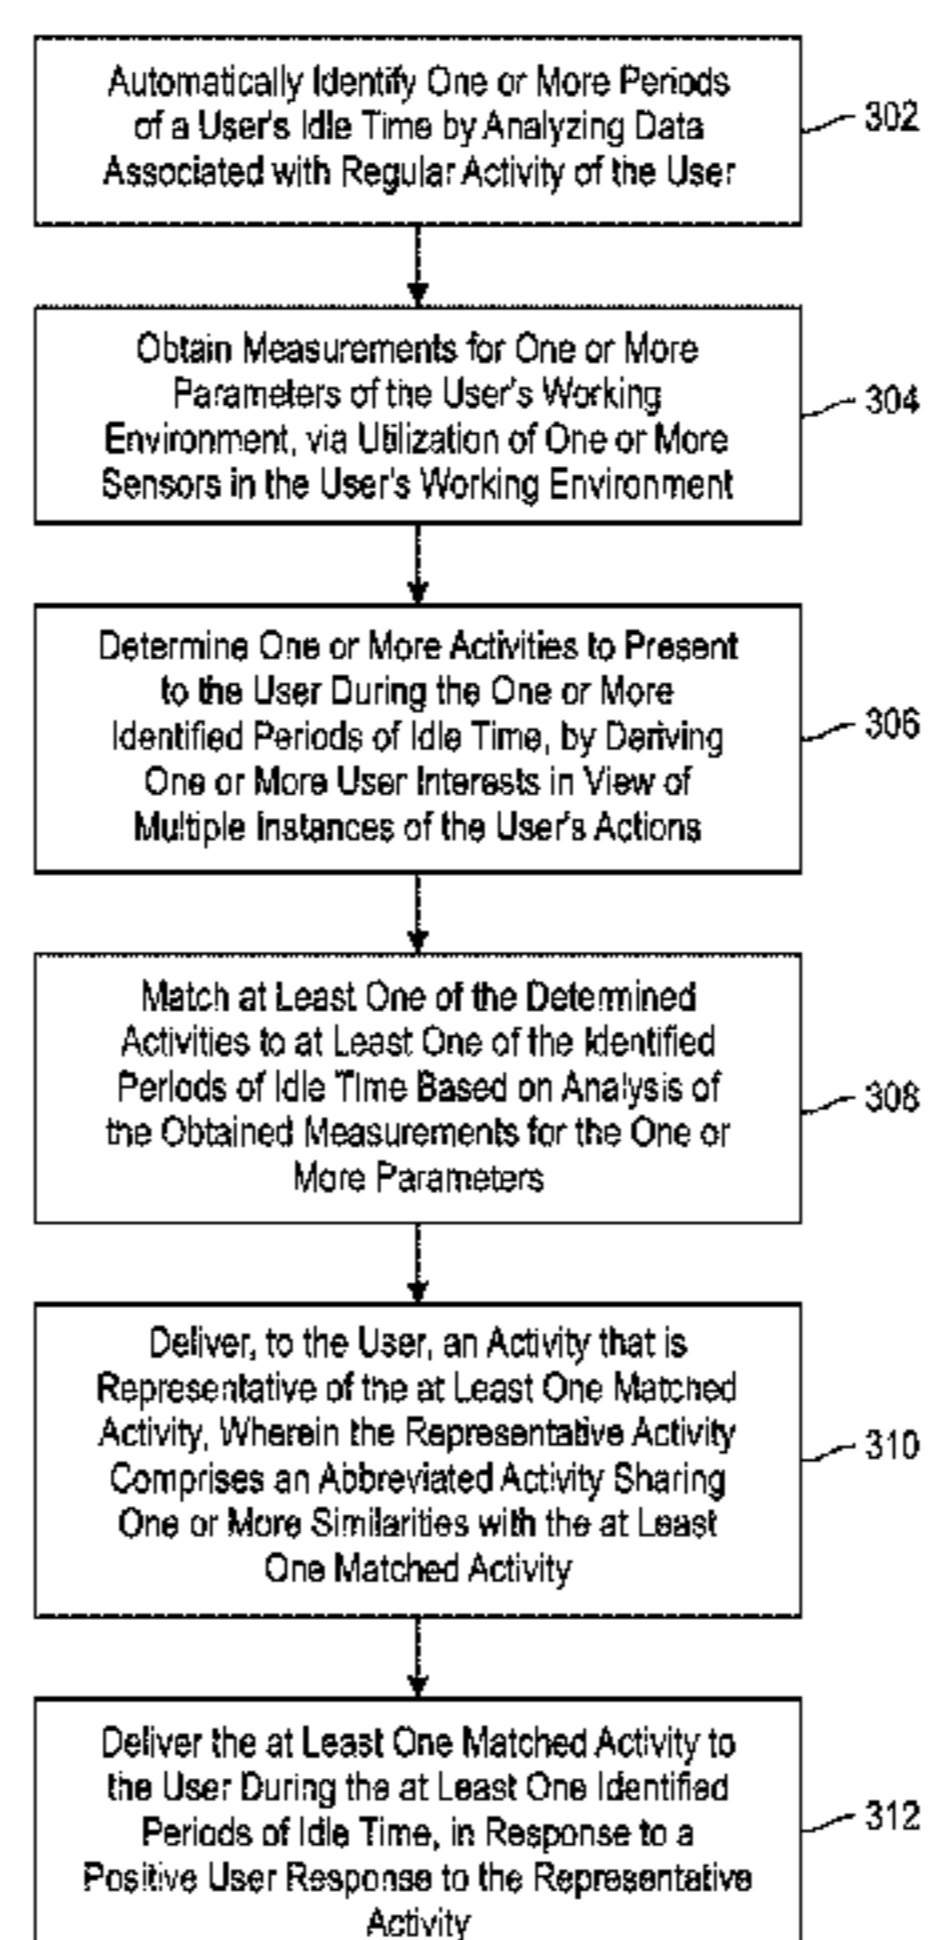 Automatically Identify One or More Periods
of a User's Idle Time by Analyzing Data
Associated with Regular Activity of the User
302
Obtain Measurements for One or More
Parameters of the User's Working
Environment, via Utilization of One or More
Sensors in the User's Working Environment
304
Determine One or More Activities to Present
to the User During the One or More
Identified Periods of Idle Time, by Deriving
One or More User Interests in View of
Multiple Instances of the User's Actions
306
Match at Least One of the Determined
Activities to at Least One of the Identified
Periods of Idle Time Based on Analysis of
the Obtained Measurements for the One or
More Parameters
308
Deliver, to the User, an Activity that is
Representative of the at Least One Matched
Activity, Wherein the Representative Activity
Comprises an Abbreviated Activity Sharing
One or More Similarities with the at Least
One Matched Activity
310
Deliver the at Least One Matched Activity to
the User During the at Least One Identified
Periods of Idle Time, in Response to a
Positive User Response to the Representative
Activity
312